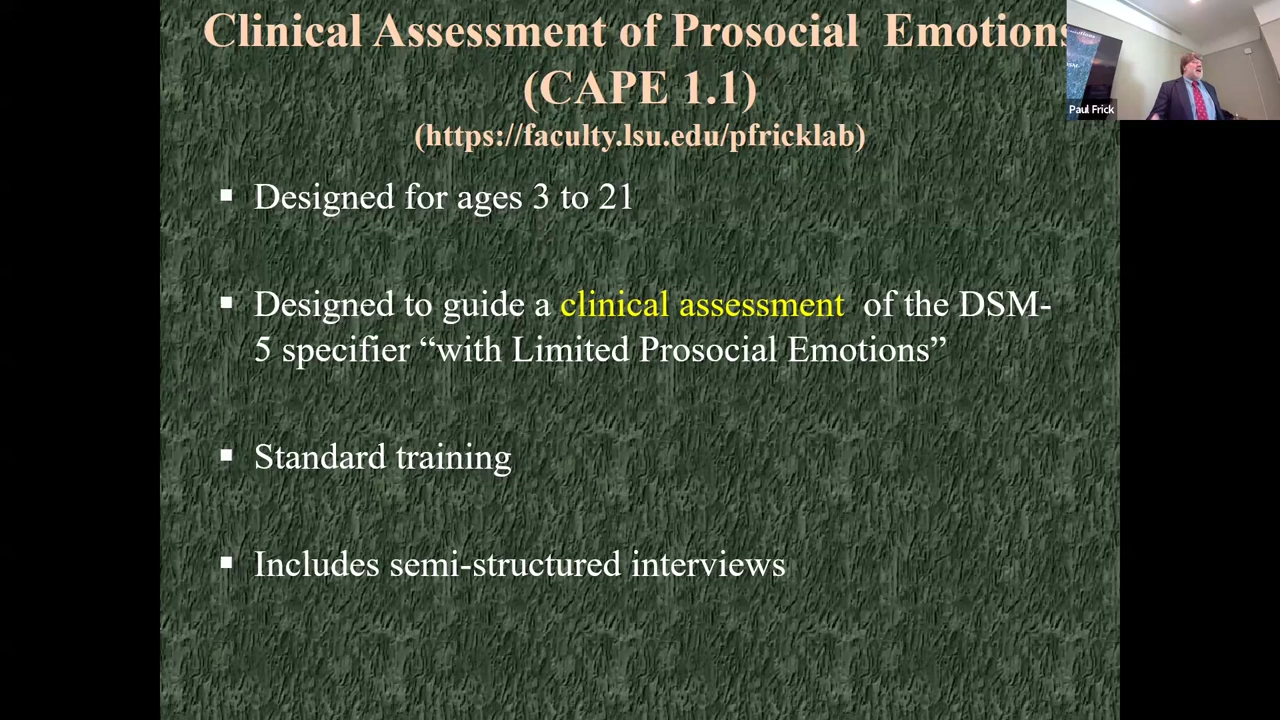 Clinical Assessment of Prosocial Emotions
(CAPE 1.1)
(https://faculty.lsu.edu/pfricklab)
Paul Frick
▪ Designed for ages 3 to 21
▪ Designed to guide a clinical assessment of the DSM-
5 specifier “with Limited Prosocial Emotions”
▪ Standard training
▪ Includes semi-structured interviews